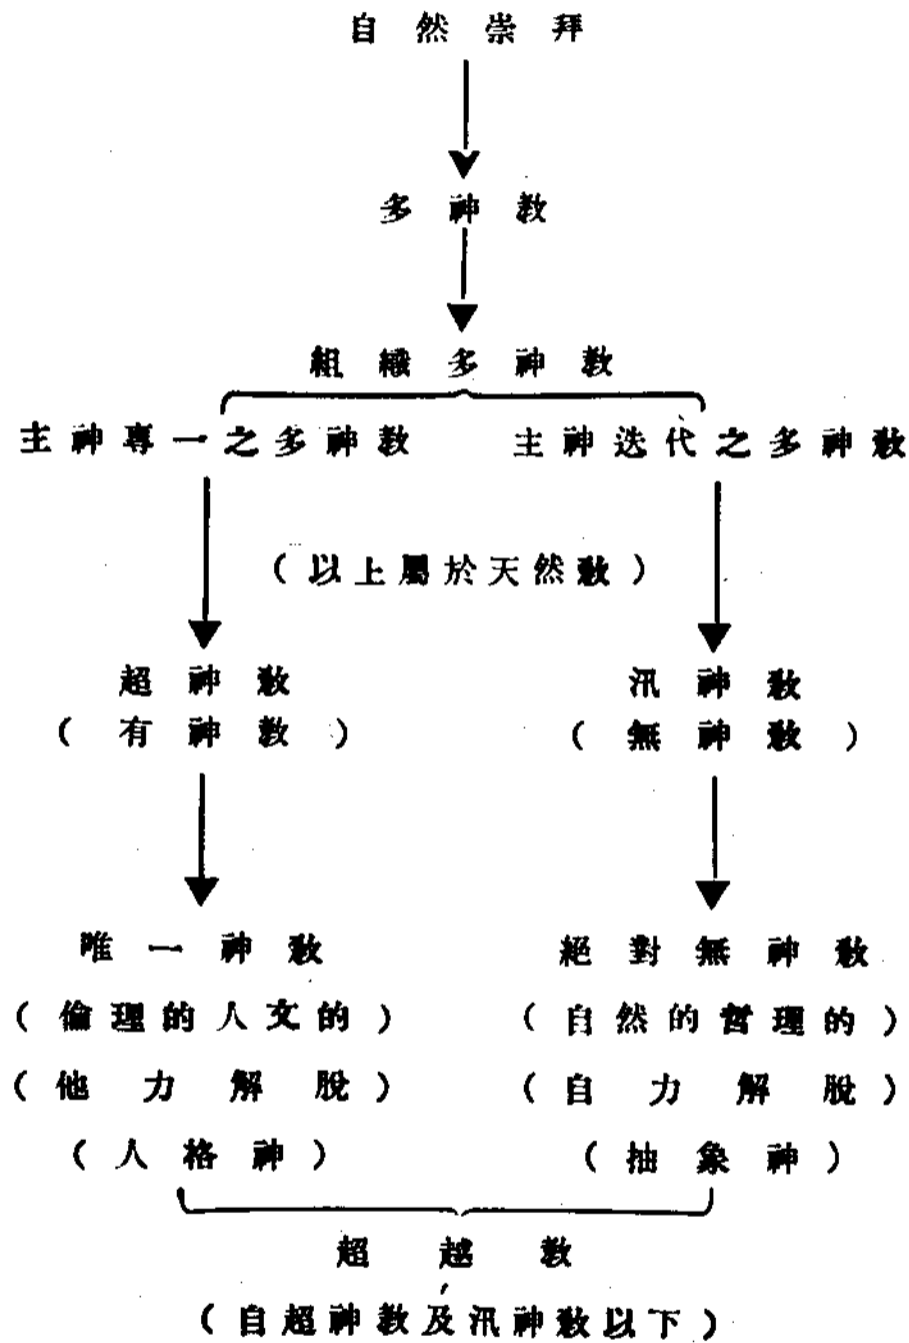 自然崇拜
多神教
組織多神教
主神專一之多神教 主神迭代之多神教
(以上屬於天然教)
超神教 汎神教
(有神教) (無神教)
唯一神教 絕對無神教
(倫理的人文的) (自然的哲理的)
(他力解脫) (自力解脫)
(人格神) (抽象神)
超越教
(自超神教及汎神教以下)